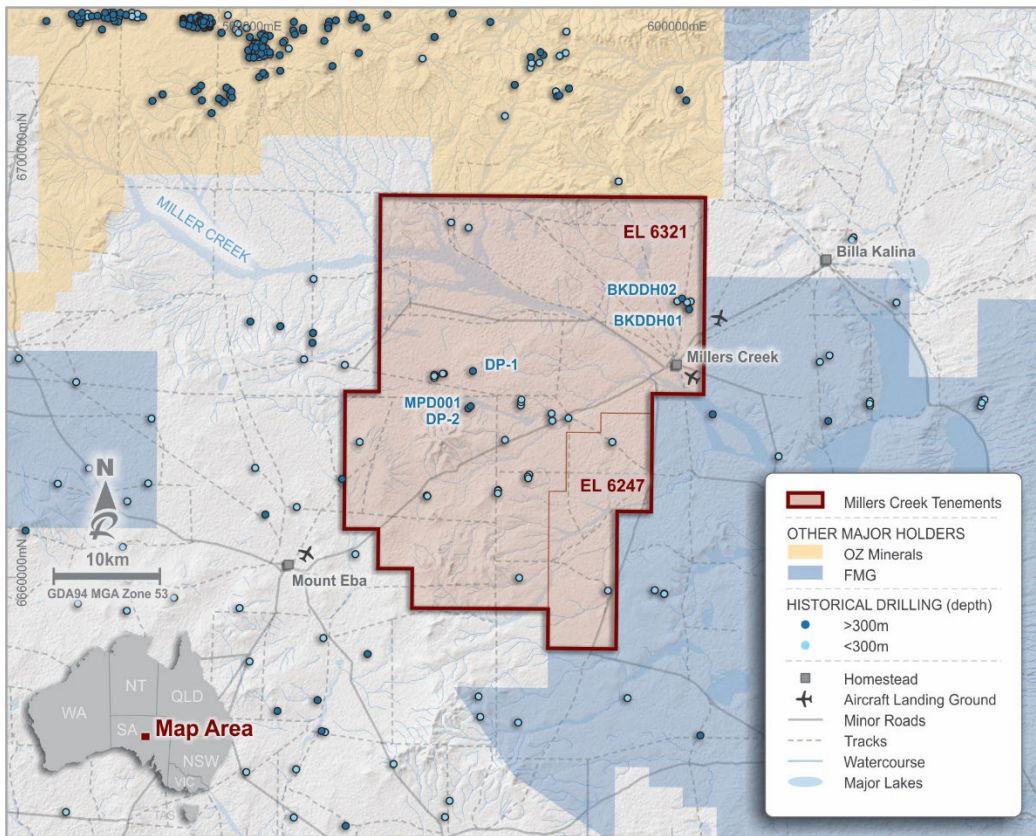 560000mE
600000mE
6700000mN
MILLER CREEK
EL 6321
Billa Kalina
BKDDH02
BKDDH01
Millers Creek
DP-1
MPD001
DP-2
EL 6247
N
10km
GDA94 MGA Zone 53
6660000mN
Mount Eba
Millers Creek Tenements
OTHER MAJOR HOLDERS
OZ Minerals
FMG
HISTORICAL DRILLING (depth)
>300m
<300m
Homestead
Aircraft Landing Ground
Minor Roads
Tracks
Watercourse
Major Lakes
NT
QLD
WA
SA
Map Area
NSW
VIC
TAS